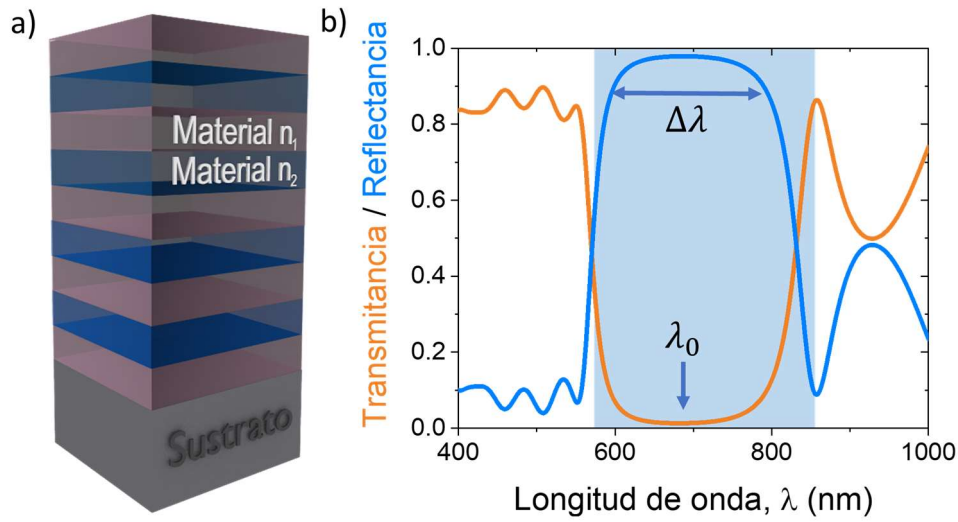 a)
Material n₁
Material n₂
Sustrato
b)
Transmitancia / Reflectancia
1.0
0.8
0.6
0.4
0.2
0.0
Δλ
λ₀
400
600
800
1000
Longitud de onda, λ (nm)